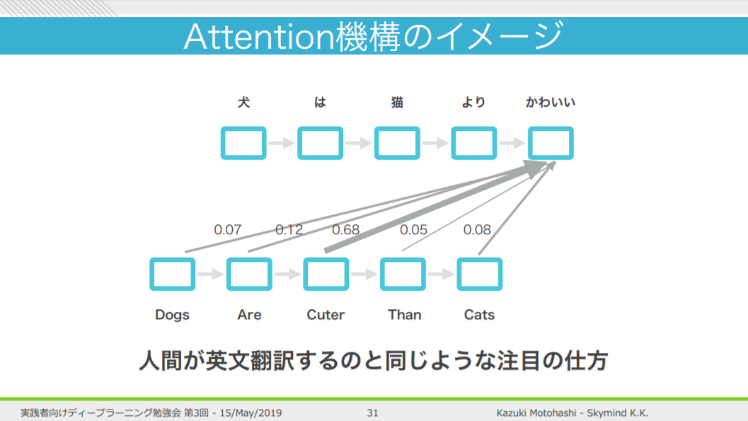 Attention機構のイメージ
犬 は 猫 より かわいい
0.07 0.12 0.68 0.05 0.08
Dogs Are Cuter Than Cats
人間が英文翻訳するのと同じような注目の仕方
実践者向けディープラーニング勉強会 第3回 - 15/May/2019 31 Kazuki Motohashi - Skymind K.K.